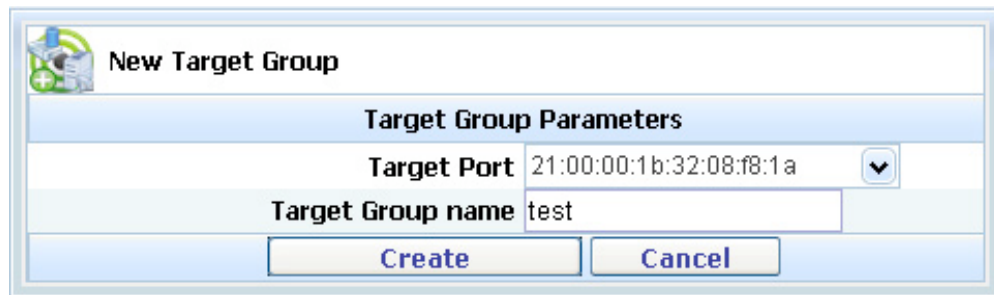 New Target Group
Target Group Parameters
Target Port 21:00:00:1b:32:08:f8:1a
Target Group name test
Create Cancel